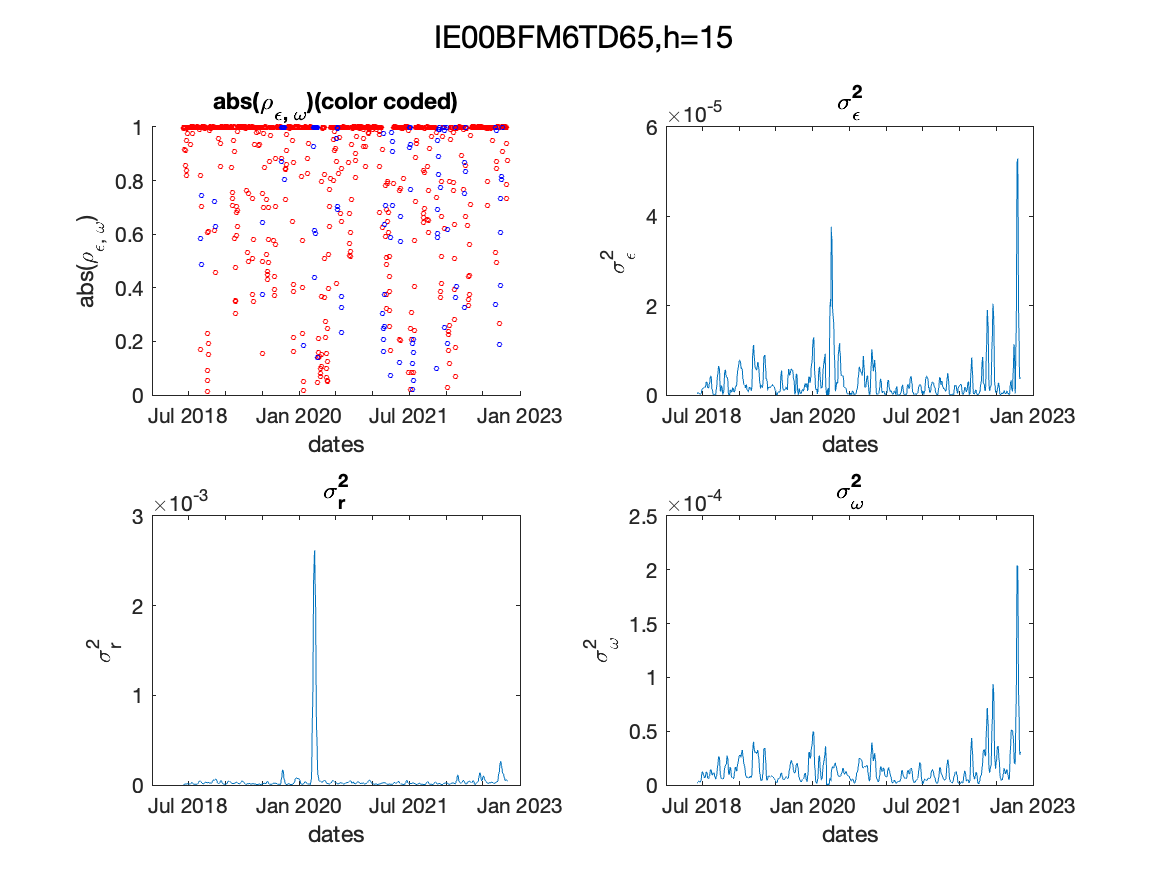 IE00BFM6TD65,h=15
abs(ρ_{ϵ, ω})(color coded)
abs(ρ_{ϵ, ω})
1
0.8
0.6
0.4
0.2
0
Jul 2018 Jan 2020 Jul 2021 Jan 2023
dates
σ²_ϵ
×10⁻⁵
σ²_ϵ
6
4
2
0
Jul 2018 Jan 2020 Jul 2021 Jan 2023
dates
σ²_r
×10⁻³
σ²_r
3
2
1
0
Jul 2018 Jan 2020 Jul 2021 Jan 2023
dates
σ²_ω
×10⁻⁴
σ²_ω
2.5
2
1.5
1
0.5
0
Jul 2018 Jan 2020 Jul 2021 Jan 2023
dates